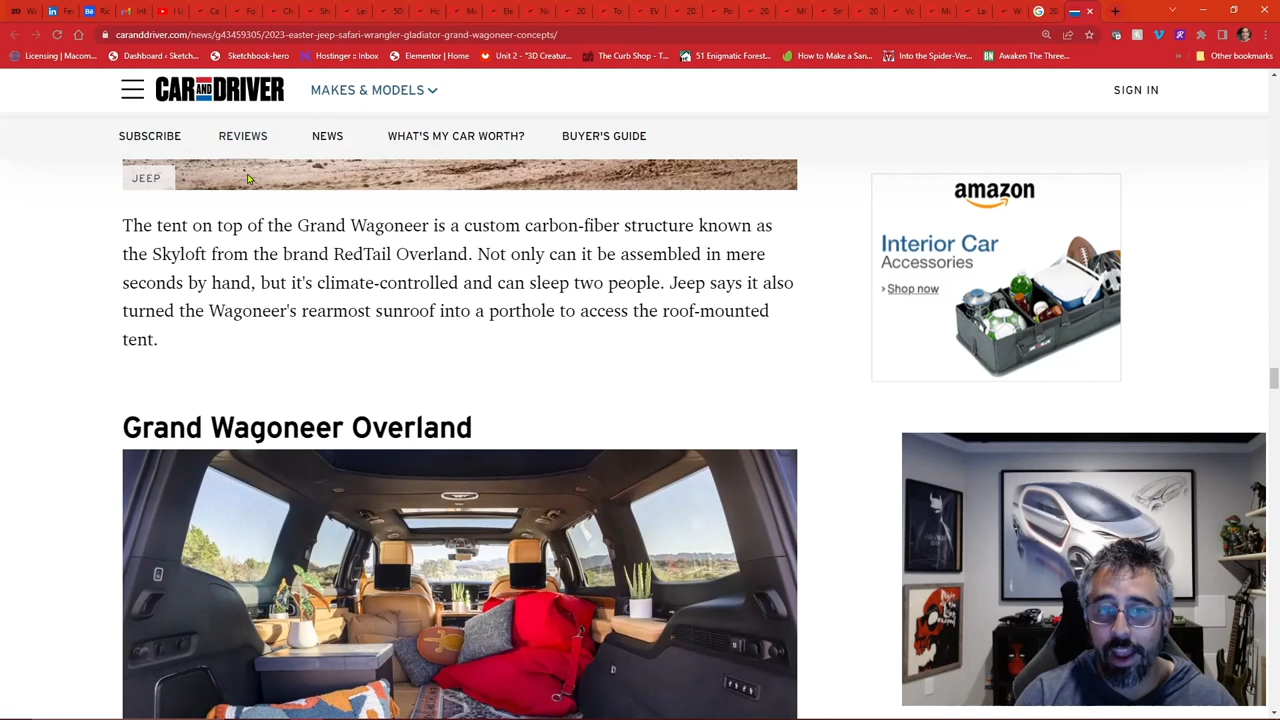 caranddriver.com/news/g43459305/2023-easter-jeep-safari-wrangler-gladiator-grand-wagoneer-concepts/
Licensing | Macom...
Dashboard ‹ Sketch...
Sketchbook-hero
Hostinger :: Inbox
Elementor | Home
Unit 2 - "3D Creatur...
The Curb Shop - T...
51 Enigmatic Forest...
How to Make a San...
Into the Spider-Ver...
Awaken The Three...
Other bookmarks
CAR AND DRIVER
MAKES & MODELS
SIGN IN
SUBSCRIBE
REVIEWS
NEWS
WHAT'S MY CAR WORTH?
BUYER'S GUIDE
JEEP
The tent on top of the Grand Wagoneer is a custom carbon-fiber structure known as
the Skyloft from the brand RedTail Overland. Not only can it be assembled in mere
seconds by hand, but it's climate-controlled and can sleep two people. Jeep says it also
turned the Wagoneer's rearmost sunroof into a porthole to access the roof-mounted
tent.
amazon
Interior Car
Accessories
Shop now
Grand Wagoneer Overland